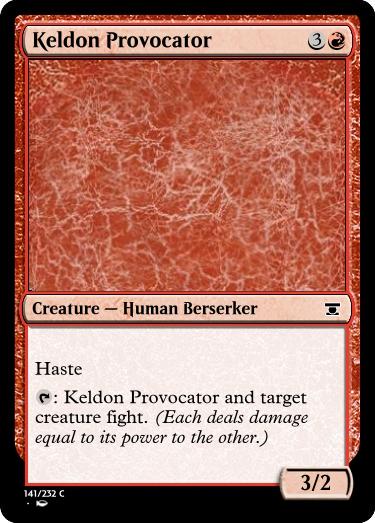 Keldon Provocator 3
Creature — Human Berserker
Haste
: Keldon Provocator and target
creature fight. (Each deals damage
equal to its power to the other.)
3/2
141/232 C